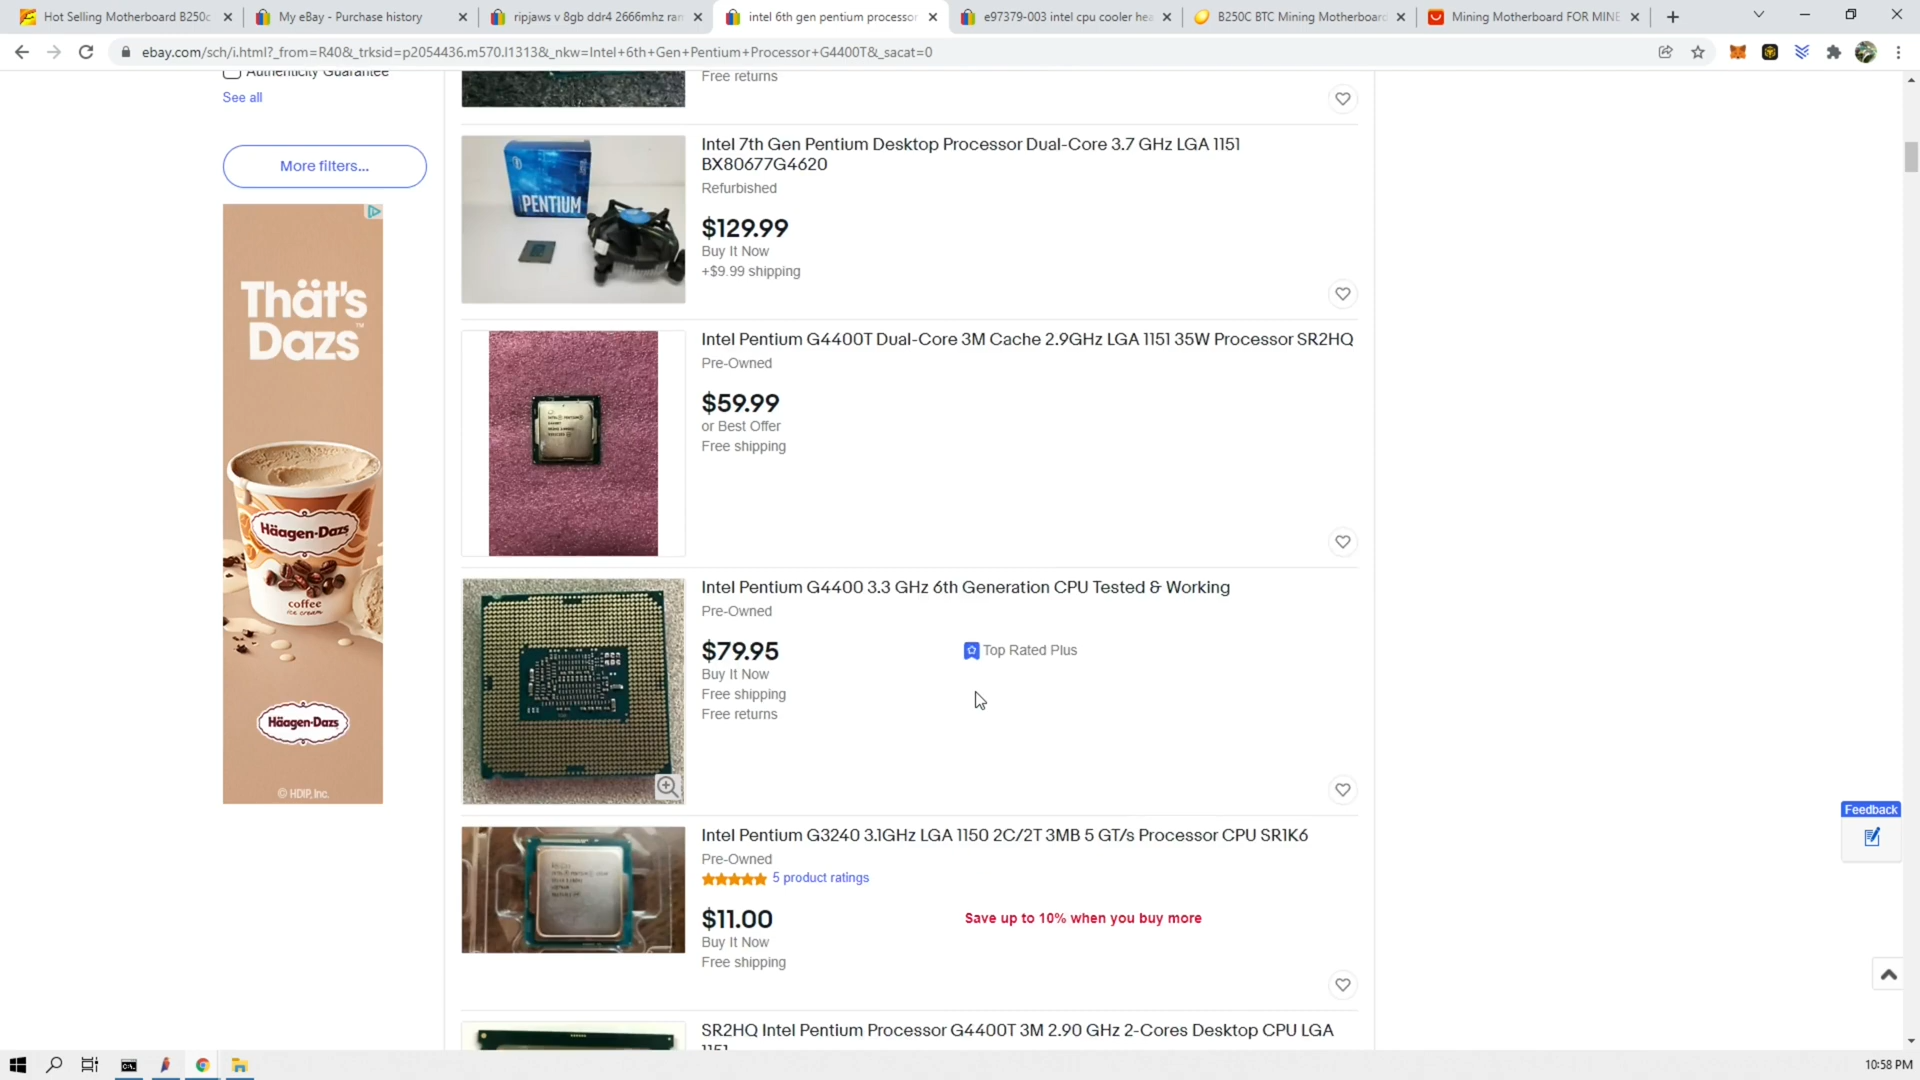 Hot Selling Motherboard B250c
My eBay - Purchase history
ripjaws v 8gb ddr4 2666mhz ram
intel 6th gen pentium processor
e97379-003 intel cpu cooler hea
B250C BTC Mining Motherboard
Mining Motherboard FOR MINE
ebay.com/sch/i.html?_from=R40&_trksid=p2054436.m570.l1313&_nkw=Intel+6th+Gen+Pentium+Processor+G4400T&_sacat=0
Authenticity Guarantee
See all
More filters...
Thät's
Dazs
Häagen-Dazs
coffee
ice cream
Häagen-Dazs
© HDIP, Inc.
Free returns
Intel 7th Gen Pentium Desktop Processor Dual-Core 3.7 GHz LGA 1151
BX80677G4620
Refurbished
PENTIUM
$129.99
Buy It Now
+$9.99 shipping
Intel Pentium G4400T Dual-Core 3M Cache 2.9GHz LGA 1151 35W Processor SR2HQ
Pre-Owned
$59.99
or Best Offer
Free shipping
Intel Pentium G4400 3.3 GHz 6th Generation CPU Tested & Working
Pre-Owned
$79.95
Top Rated Plus
Buy It Now
Free shipping
Free returns
Intel Pentium G3240 3.1GHz LGA 1150 2C/2T 3MB 5 GT/s Processor CPU SR1K6
Pre-Owned
5 product ratings
$11.00
Save up to 10% when you buy more
Buy It Now
Free shipping
SR2HQ Intel Pentium Processor G4400T 3M 2.90 GHz 2-Cores Desktop CPU LGA
1151
Feedback
10:58 PM